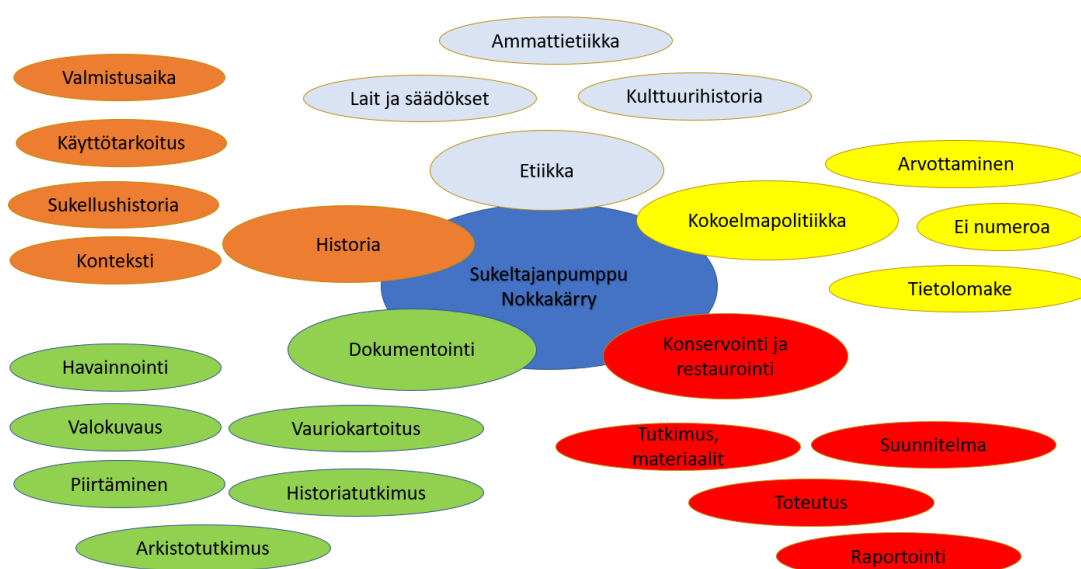 Ammattietiikka
Valmistusaika
Lait ja säädökset
Kulttuurihistoria
Käyttötarkoitus
Arvottaminen
Etiikka
Sukellushistoria
Kokoelmapolitiikka
Ei numeroa
Historia
Konteksti
Sukeltajanpumppu
Nokkakärry
Tietolomake
Dokumentointi
Konservointi ja
restaurointi
Havainnointi
Valokuvaus
Vauriokartoitus
Tutkimus,
materiaalit
Suunnitelma
Piirtäminen
Historiatutkimus
Toteutus
Arkistotutkimus
Raportointi